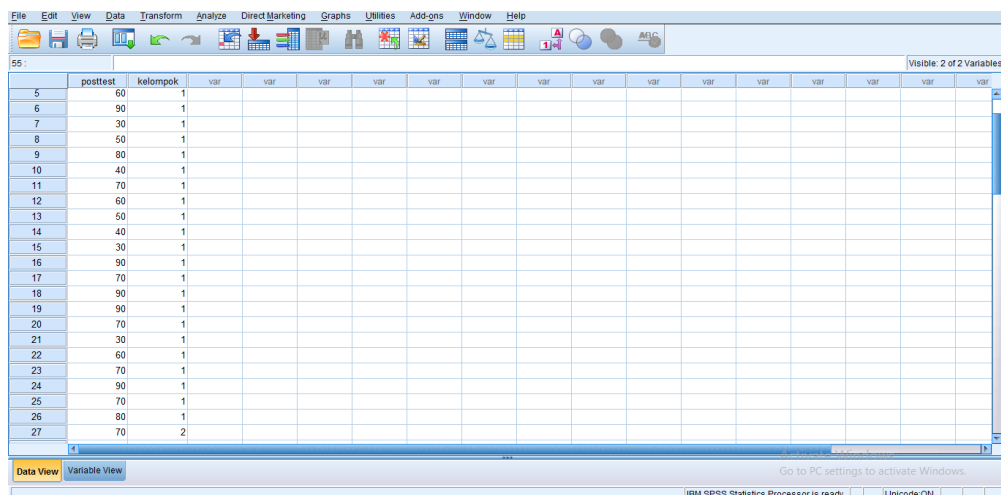 File Edit View Data Transform Analyze Direct Marketing Graphs Utilities Add-ons Window Help
55 : Visible: 2 of 2 Variables
posttest kelompok var var var var var var var var var var var var var
5 60 1
6 90 1
7 30 1
8 50 1
9 80 1
10 40 1
11 70 1
12 60 1
13 50 1
14 40 1
15 30 1
16 90 1
17 70 1
18 90 1
19 90 1
20 70 1
21 30 1
22 60 1
23 70 1
24 90 1
25 70 1
26 80 1
27 70 2
Data View Variable View
Go to PC settings to activate Windows.
IBM SPSS Statistics Processor is ready Unicode:ON